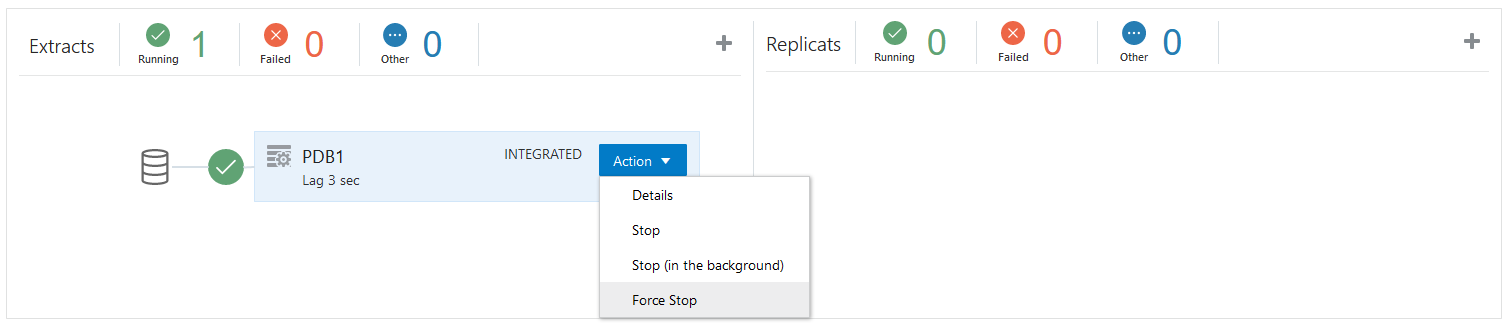 Extracts
Running 1
Failed 0
Other 0
Replicats
Running 0
Failed 0
Other 0
PDB1
Lag 3 sec
INTEGRATED
Action
Details
Stop
Stop (in the background)
Force Stop